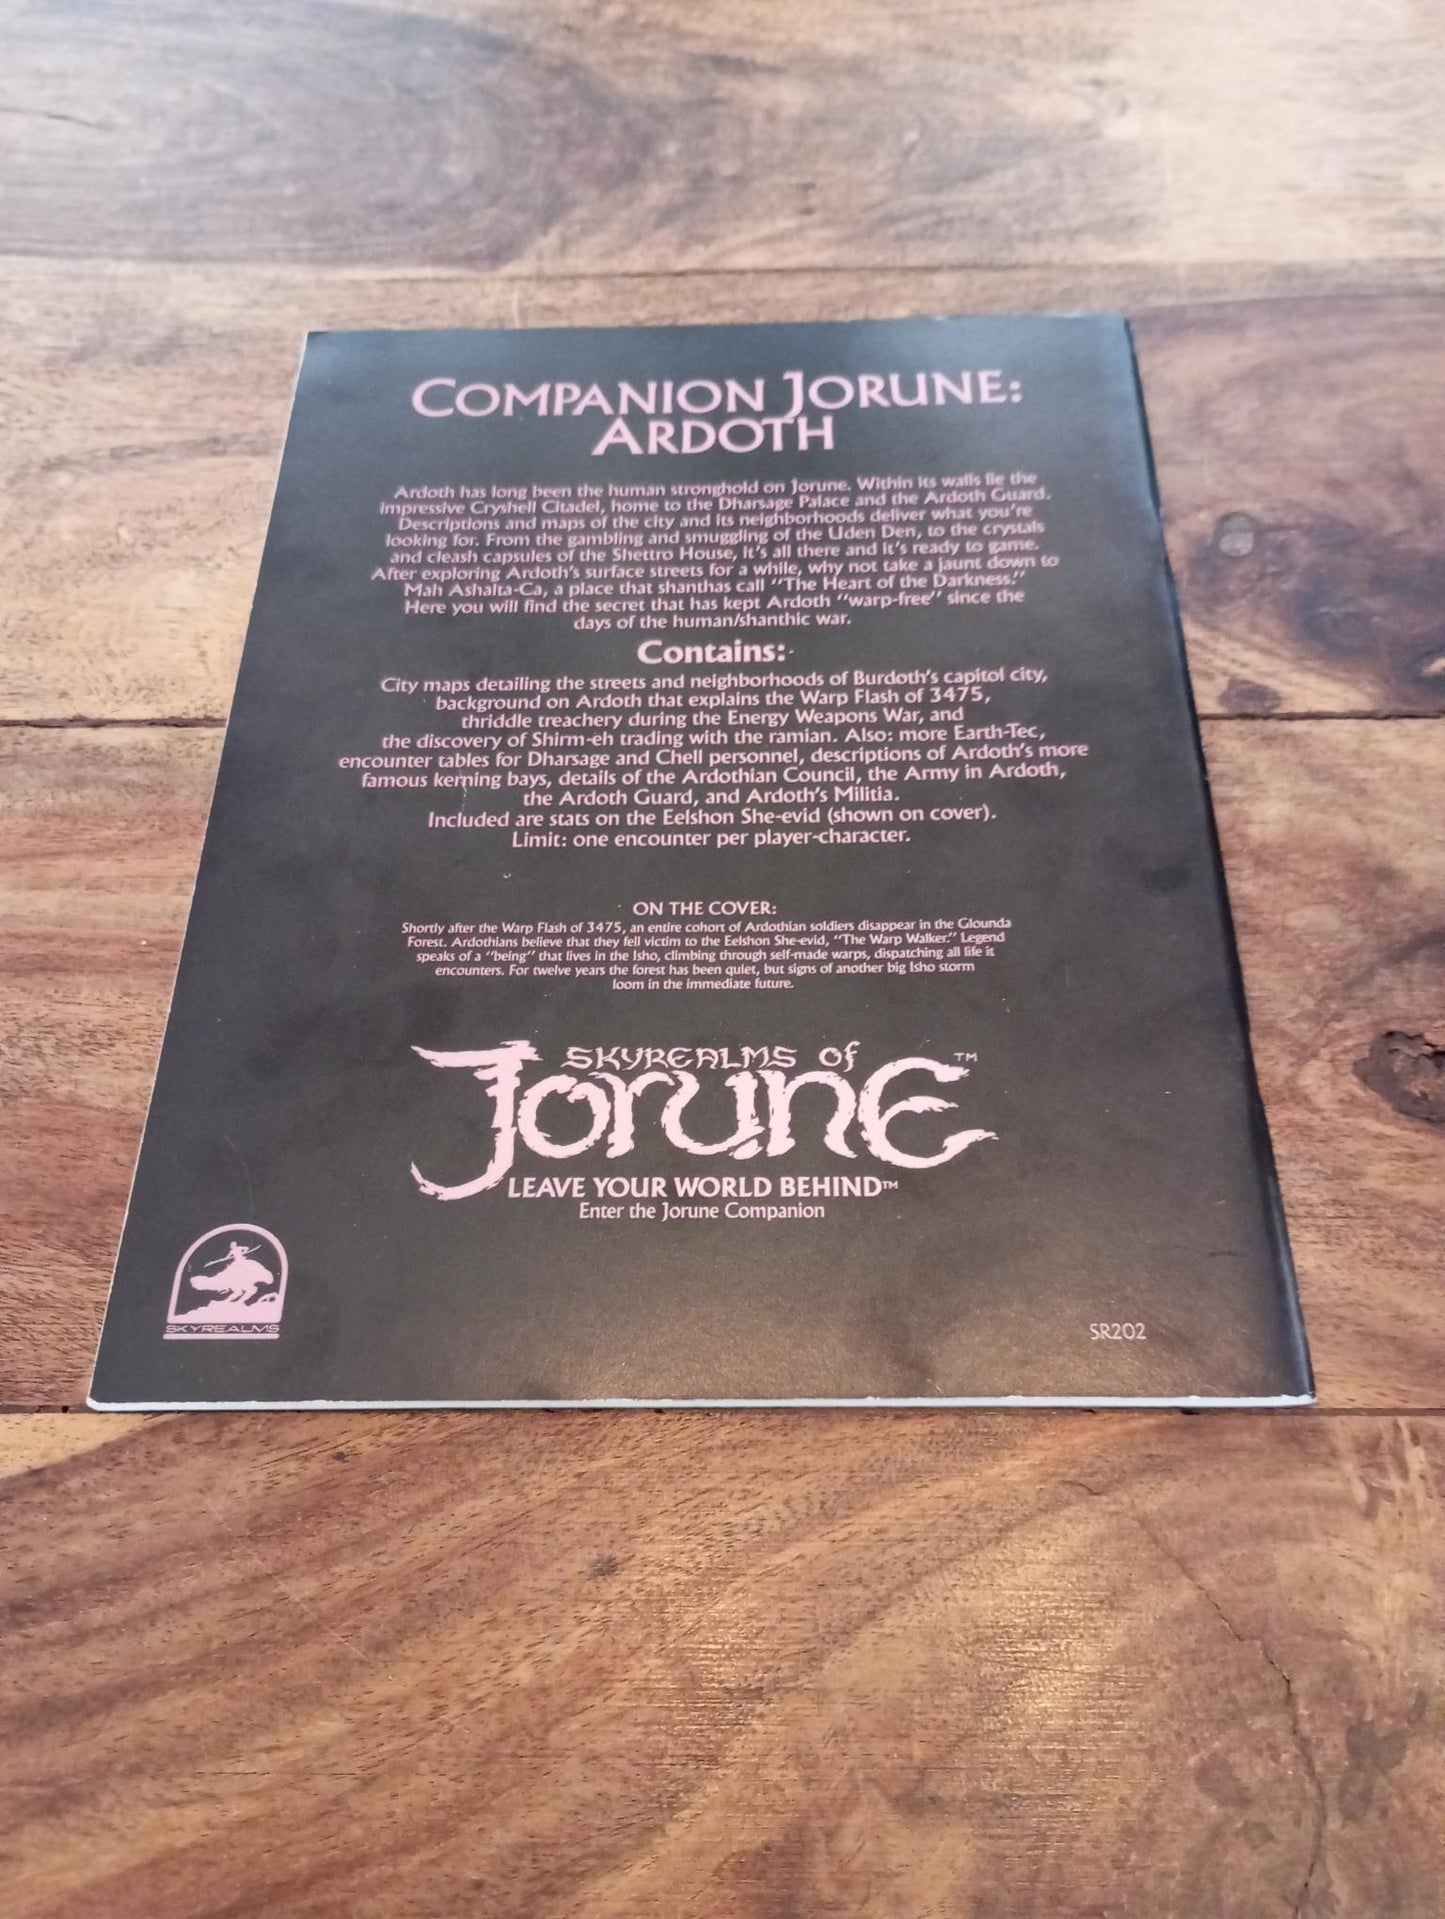 COMPANION JORUNE:
ARDOTH
Ardoth has long been the human stronghold on Jorune. Within its walls lie the
impressive Cryshell Citadel, home to the Dharsage Palace and the Ardoth Guard.
Descriptions and maps of the city and its neighborhoods deliver what you're
looking for. From the gambling and smuggling of the Uden Den, to the crystals
and cleash capsules of the Shettro House, it's all there and it's ready to game.
After exploring Ardoth's surface streets for a while, why not take a jaunt down to
Mah Ashalta-Ca, a place that shanthas call "The Heart of the Darkness."
Here you will find the secret that has kept Ardoth "warp-free" since the
days of the human/shanthic war.
Contains:
City maps detailing the streets and neighborhoods of Burdoth's capitol city,
background on Ardoth that explains the Warp Flash of 3475,
thriddle treachery during the Energy Weapons War, and
the discovery of Shirm-eh trading with the ramian. Also: more Earth-Tec,
encounter tables for Dharsage and Chell personnel, descriptions of Ardoth's more
famous kerning bays, details of the Ardothian Council, the Army in Ardoth,
the Ardoth Guard, and Ardoth's Militia.
Included are stats on the Eelshon She-evid (shown on cover).
Limit: one encounter per player-character.
ON THE COVER:
Shortly after the Warp Flash of 3475, an entire cohort of Ardothian soldiers disappear in the Glounda
Forest. Ardothians believe that they fell victim to the Eelshon She-evid, "The Warp Walker." Legend
speaks of a "being" that lives in the Isho, climbing through self-made warps, dispatching all life it
encounters. For twelve years the forest has been quiet, but signs of another big Isho storm
loom in the immediate future.
SKYREALMS OF
JORUNE™
LEAVE YOUR WORLD BEHIND™
Enter the Jorune Companion
SKYREALMS
SR202